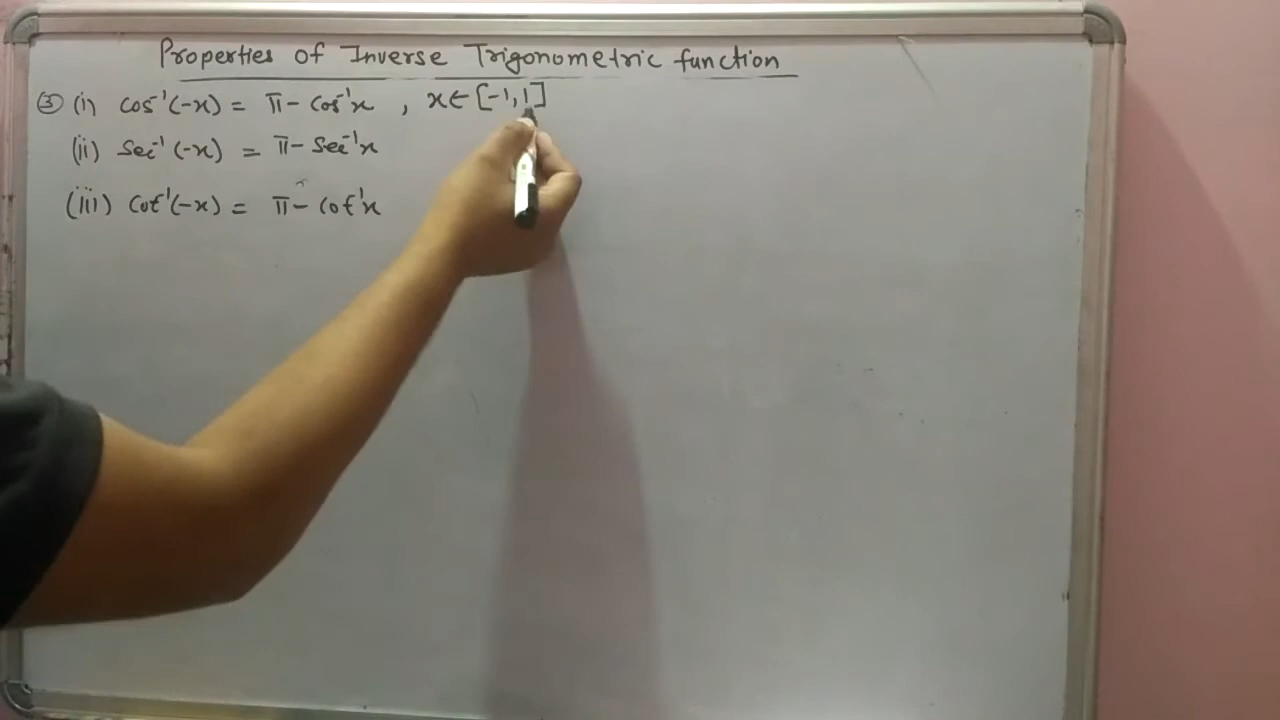 Properties of Inverse Trigonometric function
③ (i) cos⁻¹(-x) = π - cos⁻¹x , x ∈ [-1,1]
(ii) sec⁻¹(-x) = π - sec⁻¹x
(iii) cot⁻¹(-x) = π - cot⁻¹x